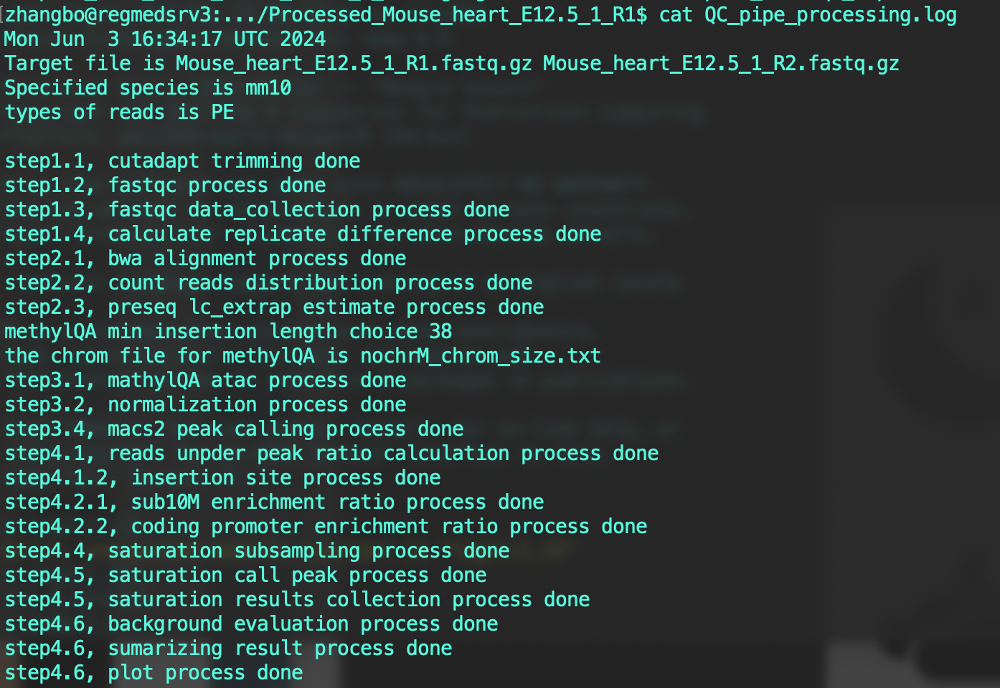 [zhangbo@regmedsrv3:.../Processed_Mouse_heart_E12.5_1_R1$ cat QC_pipe_processing.log
Mon Jun  3 16:34:17 UTC 2024
Target file is Mouse_heart_E12.5_1_R1.fastq.gz Mouse_heart_E12.5_1_R2.fastq.gz
Specified species is mm10
types of reads is PE
step1.1, cutadapt trimming done
step1.2, fastqc process done
step1.3, fastqc data_collection process done
step1.4, calculate replicate difference process done
step2.1, bwa alignment process done
step2.2, count reads distribution process done
step2.3, preseq lc_extrap estimate process done
methylQA min insertion length choice 38
the chrom file for methylQA is nochrM_chrom_size.txt
step3.1, mathylQA atac process done
step3.2, normalization process done
step3.4, macs2 peak calling process done
step4.1, reads unpder peak ratio calculation process done
step4.1.2, insertion site process done
step4.2.1, sub10M enrichment ratio process done
step4.2.2, coding promoter enrichment ratio process done
step4.4, saturation subsampling process done
step4.5, saturation call peak process done
step4.5, saturation results collection process done
step4.6, background evaluation process done
step4.6, sumarizing result process done
step4.6, plot process done